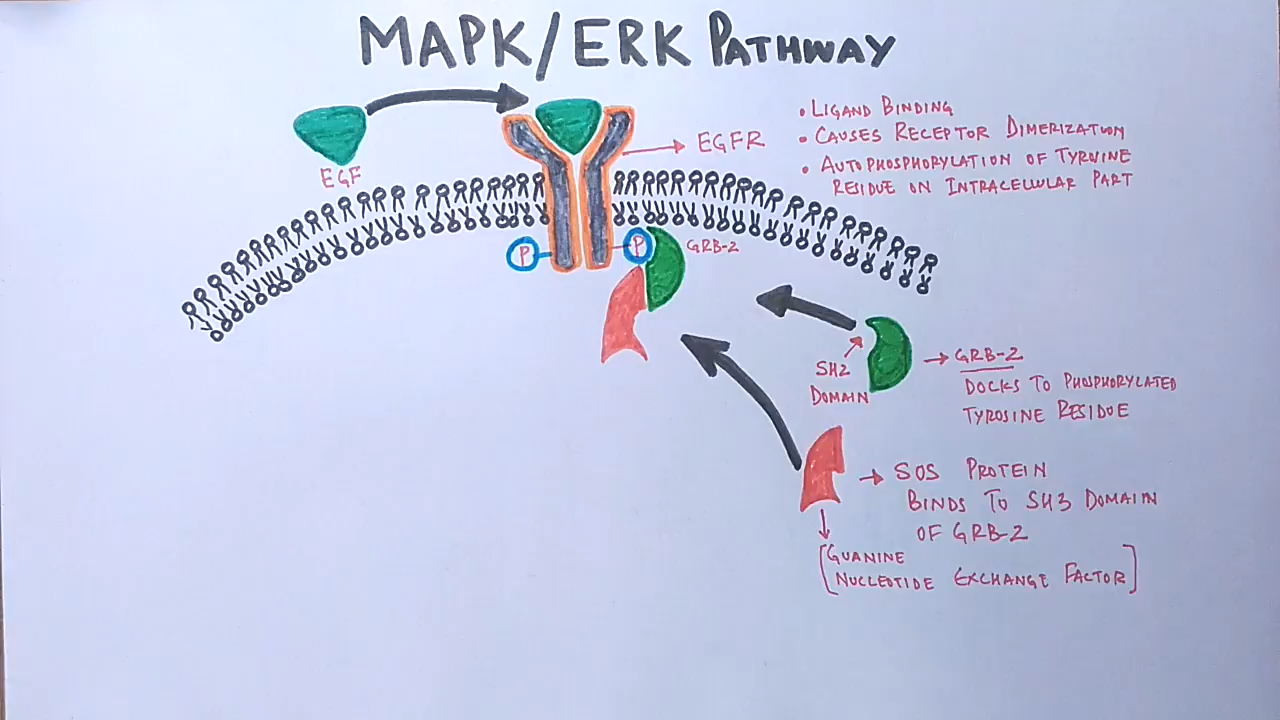 MAPK/ERK PATHWAY
EGF
EGFR
• LIGAND BINDING
• CAUSES RECEPTOR DIMERIZATION
• AUTOPHOSPHORYLATION OF TYROSINE
RESIDUE ON INTRACELLULAR PART
P
P
GRB-2
SH2
DOMAIN
GRB-2
DOCKS TO PHOSPHORYLATED
TYROSINE RESIDUE
SOS PROTEIN
BINDS TO SH3 DOMAIN
OF GRB-2
[GUANINE
NUCLEOTIDE EXCHANGE FACTOR]